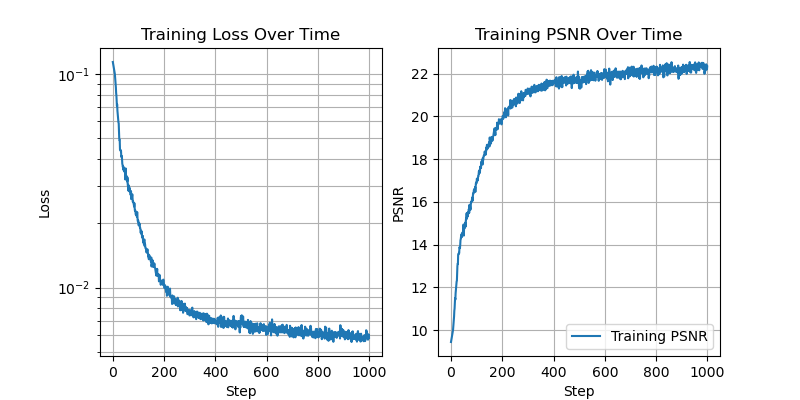 Training Loss Over Time
Loss
10⁻¹
10⁻²
0 200 400 600 800 1000
Step
Training PSNR Over Time
PSNR
22
20
18
16
14
12
10
Training PSNR
0 200 400 600 800 1000
Step